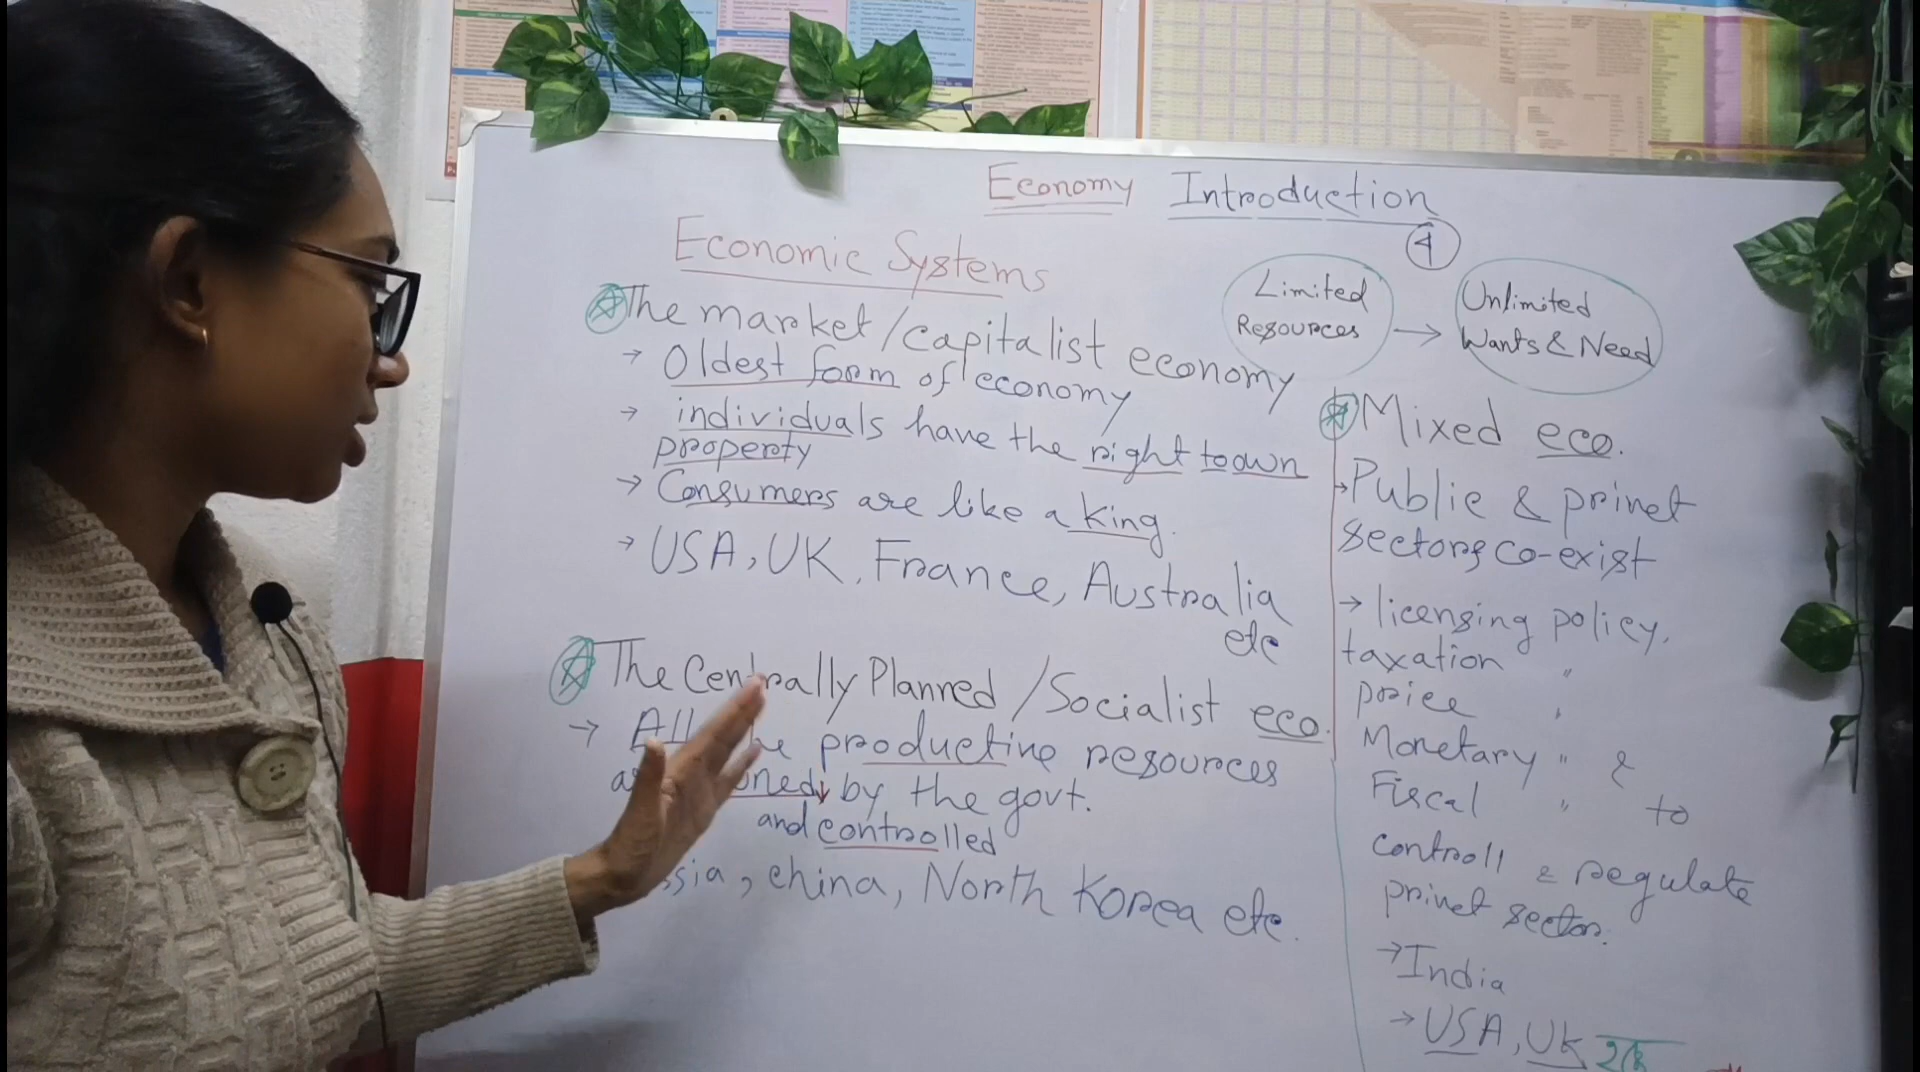 Economy Introduction
4
Economic Systems
Limited
Resources
Unlimited
Wants & Need
The market/capitalist economy
→ Oldest form of economy
→ individuals have the right to own
property
→ Consumers are like a king.
→ USA, UK, France, Australia
etc
The Centrally Planned/Socialist eco.
→ All the productive resources
by the govt.
and controlled
china, North Korea etc.
Mixed eco.
→ Public & privet
sectors co-exist
→ licensing policy,
taxation "
price "
Monetary " &
Fiscal " to
controll & regulate
privet sector.
→ India
→ USA, UK